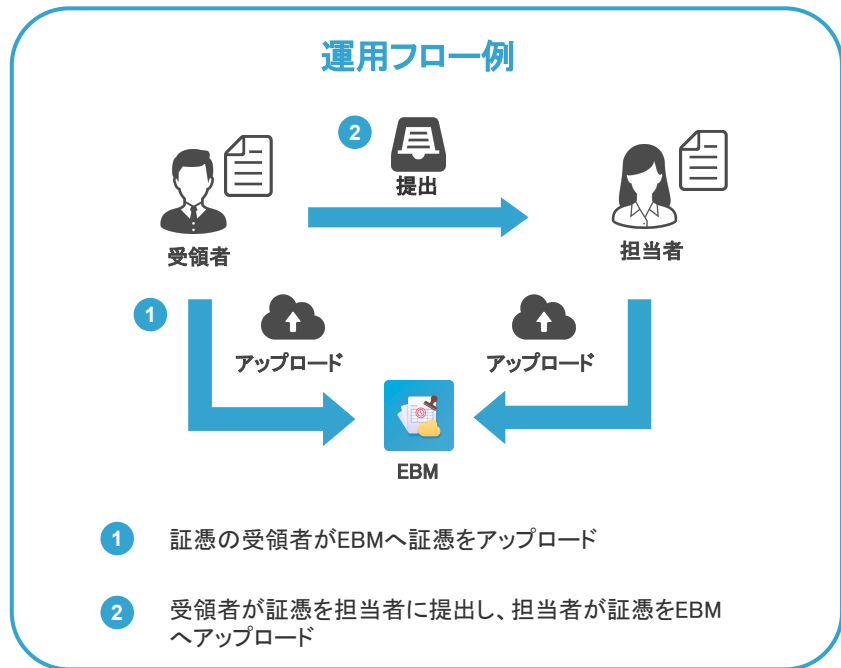 運用フロー例
2
提出
受領者
担当者
1
アップロード
アップロード
EBM
1 証憑の受領者がEBMへ証憑をアップロード
2 受領者が証憑を担当者に提出し、担当者が証憑をEBM
へアップロード